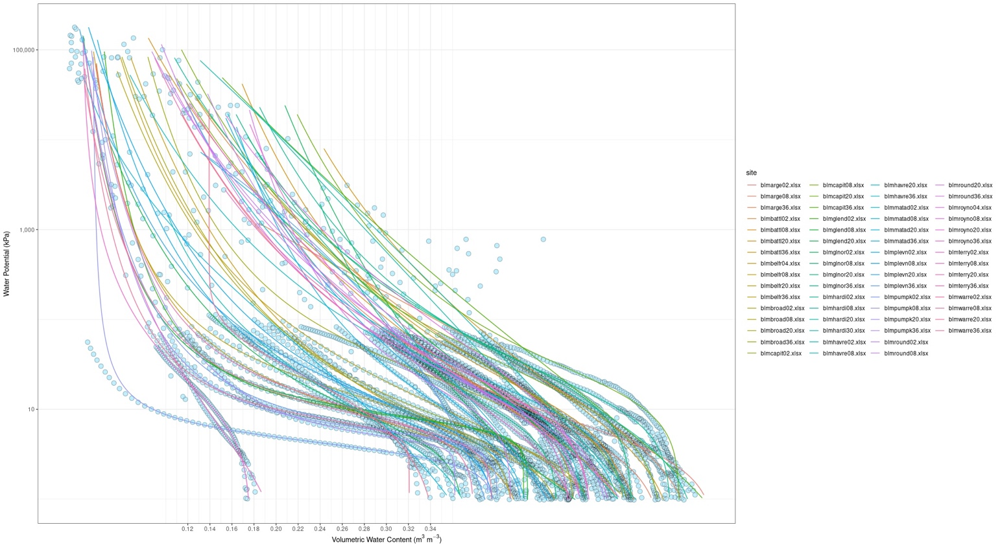 100,000
1,000
10
Water Potential (kPa)
0.12 0.14 0.16 0.18 0.20 0.22 0.24 0.26 0.28 0.30 0.32 0.34
Volumetric Water Content (m³ m⁻³)
site
blmarge02.xlsx blmcapit08.xlsx blmhavre20.xlsx blmround20.xlsx
blmarge08.xlsx blmcapit20.xlsx blmhavre36.xlsx blmround36.xlsx
blmarge36.xlsx blmcapit36.xlsx blmmatad02.xlsx blmroyno04.xlsx
blmbattl02.xlsx blmglend02.xlsx blmmatad08.xlsx blmroyno08.xlsx
blmbattl08.xlsx blmglend08.xlsx blmmatad20.xlsx blmroyno20.xlsx
blmbattl20.xlsx blmglend20.xlsx blmmatad36.xlsx blmroyno36.xlsx
blmbattl36.xlsx blmglnor02.xlsx blmplevn02.xlsx blmterry02.xlsx
blmbelfr04.xlsx blmglnor08.xlsx blmplevn08.xlsx blmterry08.xlsx
blmbelfr08.xlsx blmglnor20.xlsx blmplevn20.xlsx blmterry20.xlsx
blmbelfr20.xlsx blmglnor36.xlsx blmplevn36.xlsx blmterry36.xlsx
blmbelfr36.xlsx blmhardi02.xlsx blmpumpk02.xlsx blmwarre02.xlsx
blmbroad02.xlsx blmhardi08.xlsx blmpumpk08.xlsx blmwarre08.xlsx
blmbroad08.xlsx blmhardi20.xlsx blmpumpk20.xlsx blmwarre20.xlsx
blmbroad20.xlsx blmhardi30.xlsx blmpumpk36.xlsx blmwarre36.xlsx
blmbroad36.xlsx blmhavre02.xlsx blmround02.xlsx
blmcapit02.xlsx blmhavre08.xlsx blmround08.xlsx